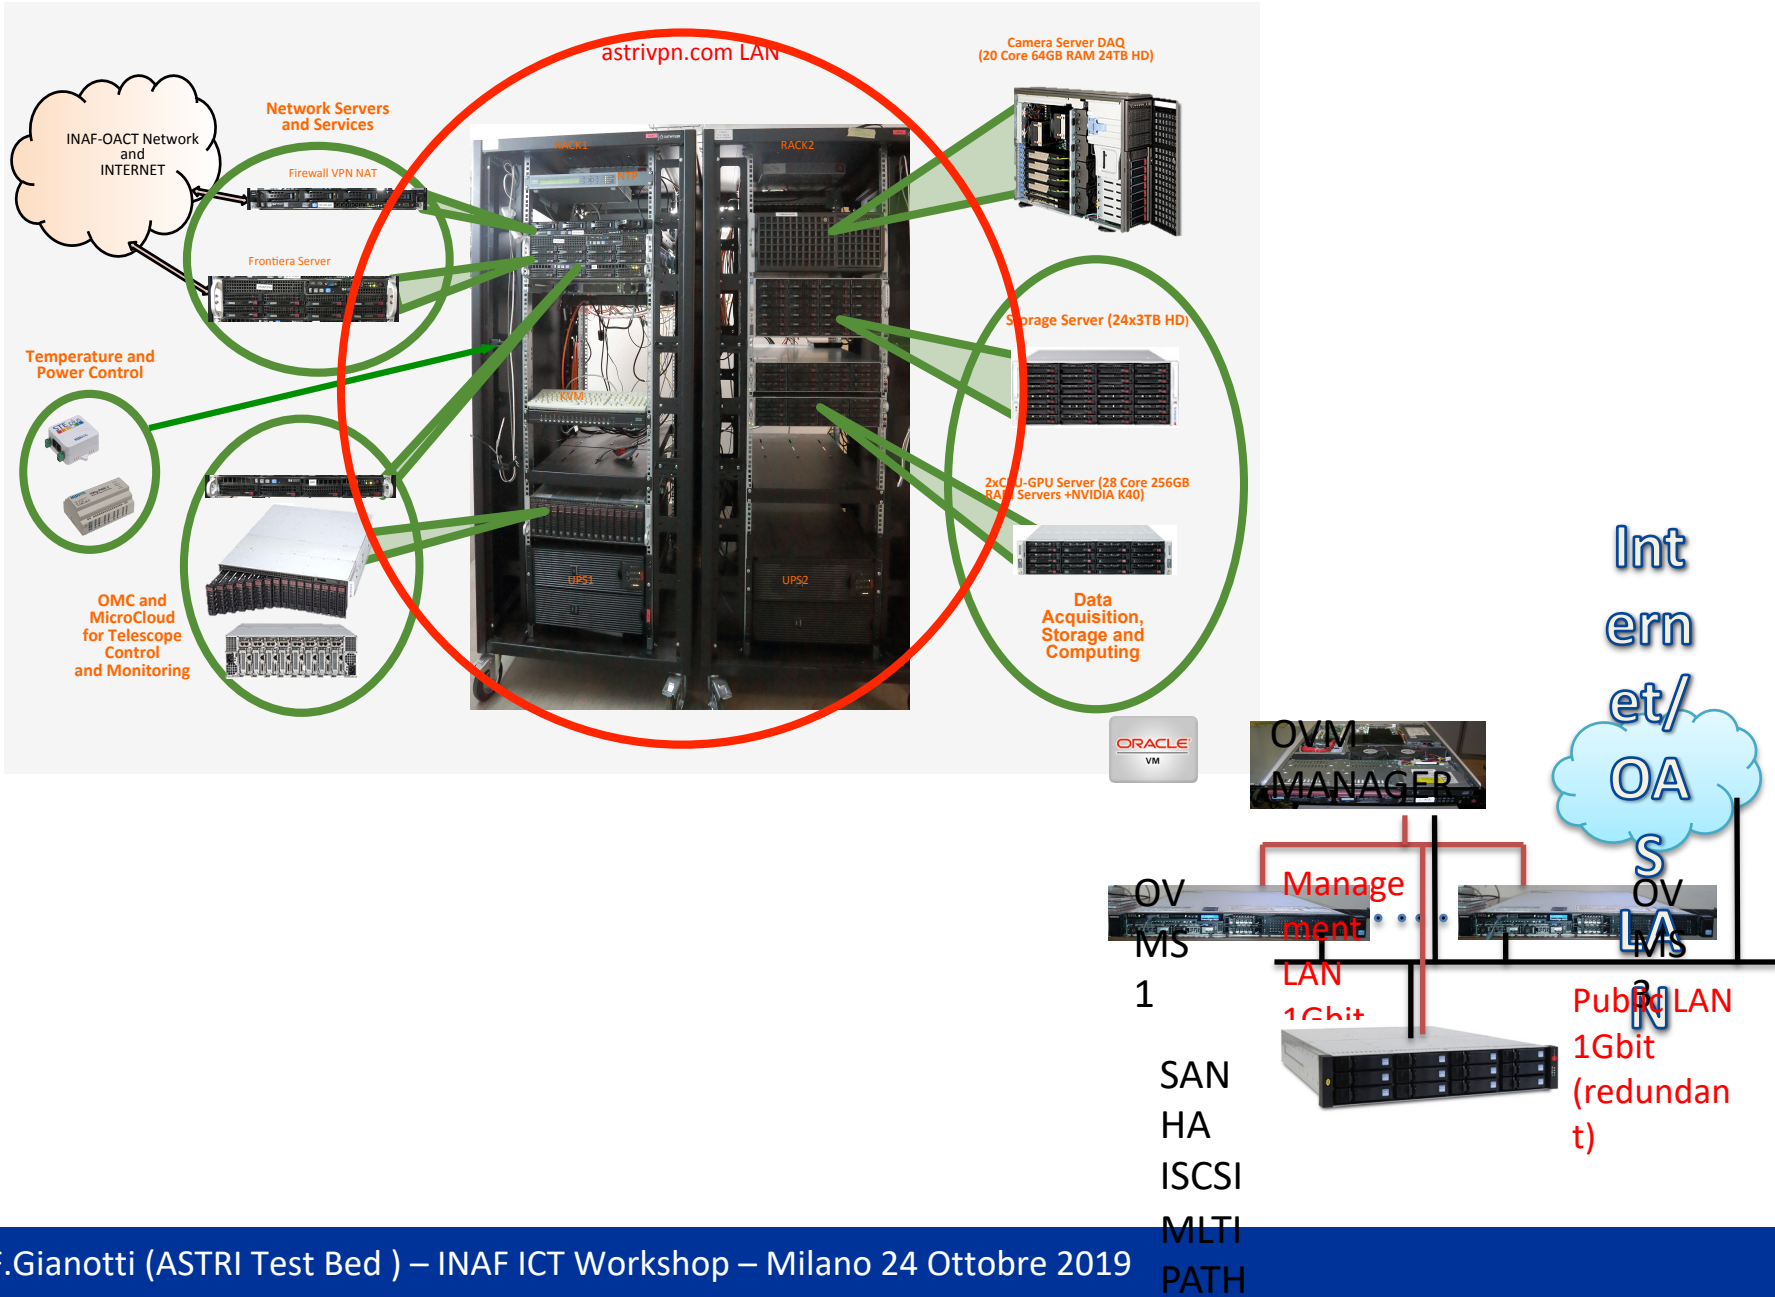 astrivpn.com LAN
Camera Server DAQ
(20 Core 64GB RAM 24TB HD)
Network Servers
and Services
INAF-OACT Network
and
INTERNET
Firewall VPN NAT
Frontiera Server
RACK1
RACK2
NTP
KVM
UPS1
UPS2
Temperature and
Power Control
OMC and
MicroCloud
for Telescope
Control
and Monitoring
Storage Server (24x3TB HD)
2xCPU-GPU Server (28 Core 256GB
RAM Servers +NVIDIA K40)
Data
Acquisition,
Storage and
Computing
ORACLE
VM
OVM
MANAGER
Int
ern
et/
OA
S
LA
N
OV
MS
1
Manage
ment
LAN
1Gbit
OV
MS
3
Public LAN
1Gbit
(redundan
t)
SAN
HA
ISCSI
MLTI
PATH
F.Gianotti (ASTRI Test Bed ) – INAF ICT Workshop – Milano 24 Ottobre 2019